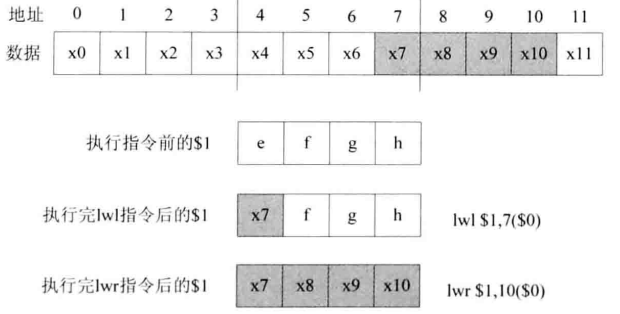 地址 0 1 2 3 4 5 6 7 8 9 10 11
数据 x0 x1 x2 x3 x4 x5 x6 x7 x8 x9 x10 x11
执行指令前的$1 e f g h
执行完lwl指令后的$1 x7 f g h lwl $1,7($0)
执行完lwr指令后的$1 x7 x8 x9 x10 lwr $1,10($0)